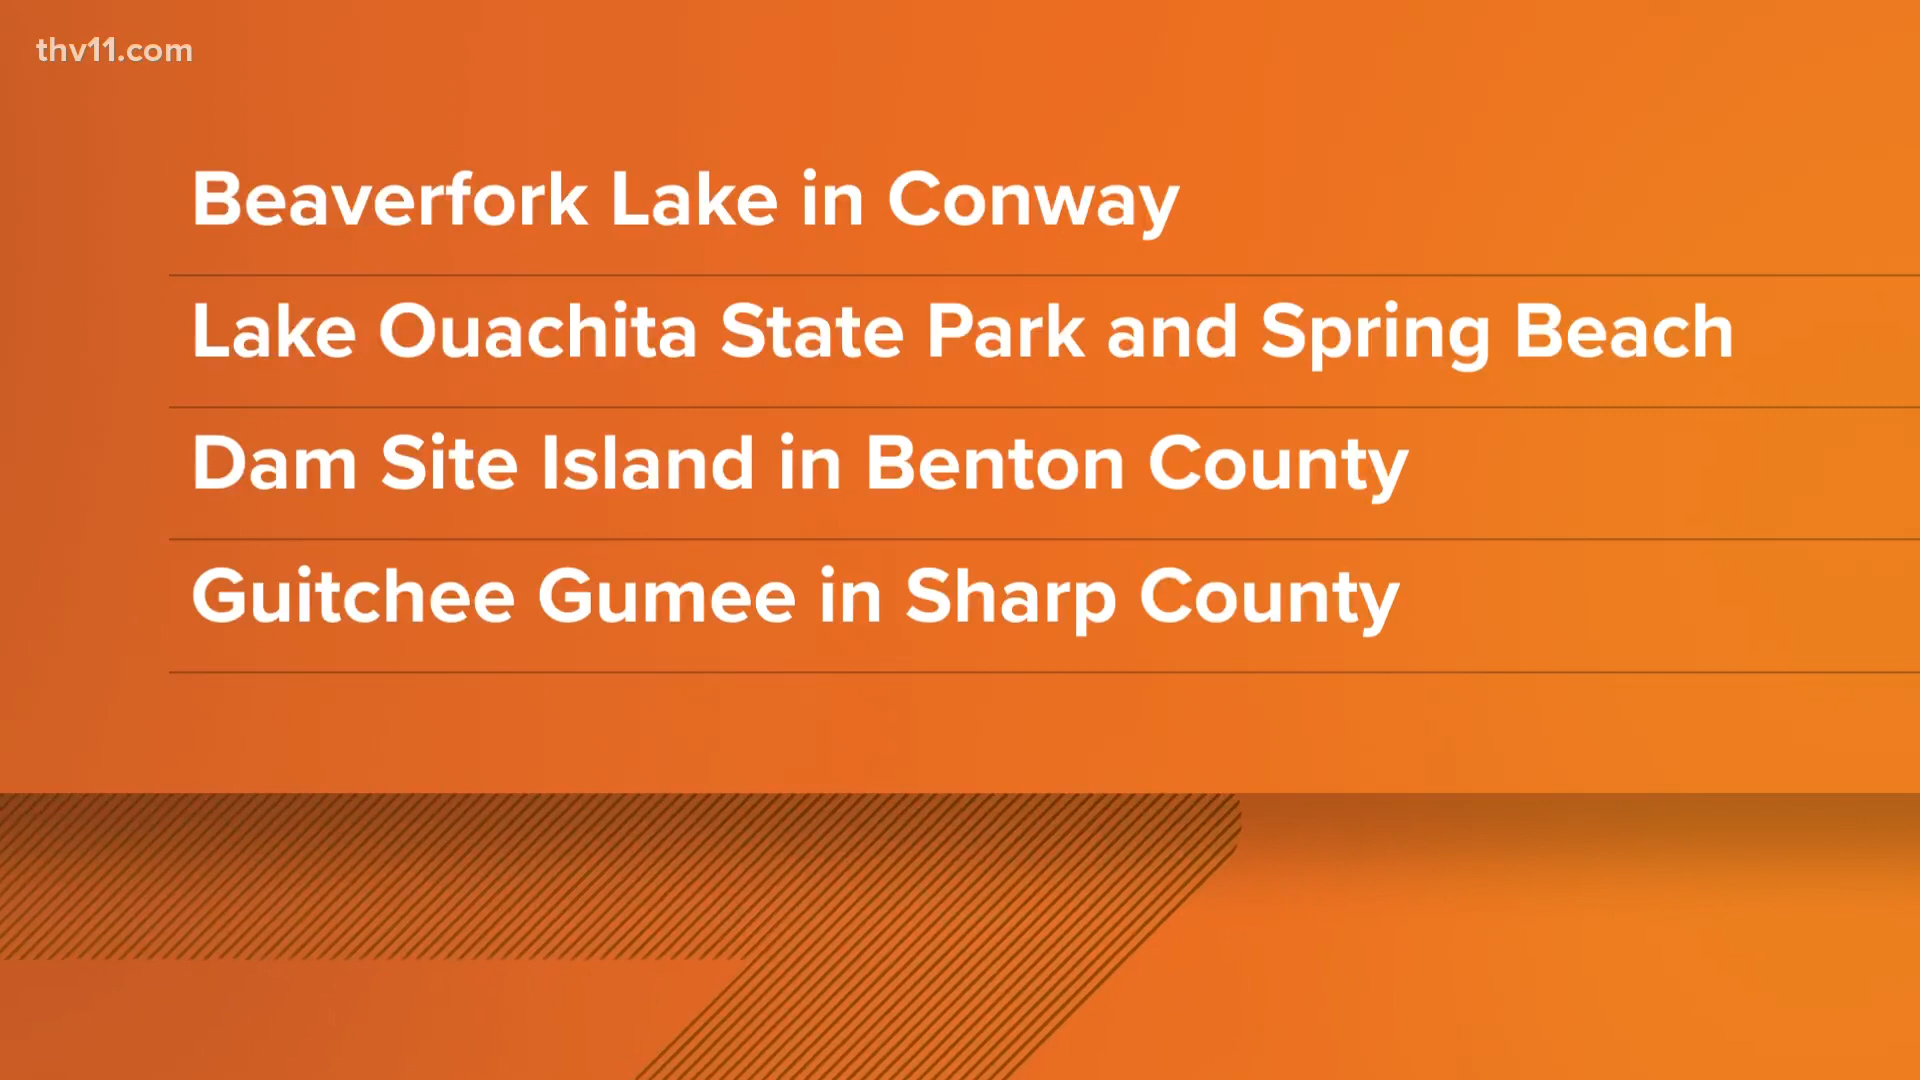 thv11.com
Beaverfork Lake in Conway
Lake Ouachita State Park and Spring Beach
Dam Site Island in Benton County
Guitchee Gumee in Sharp County